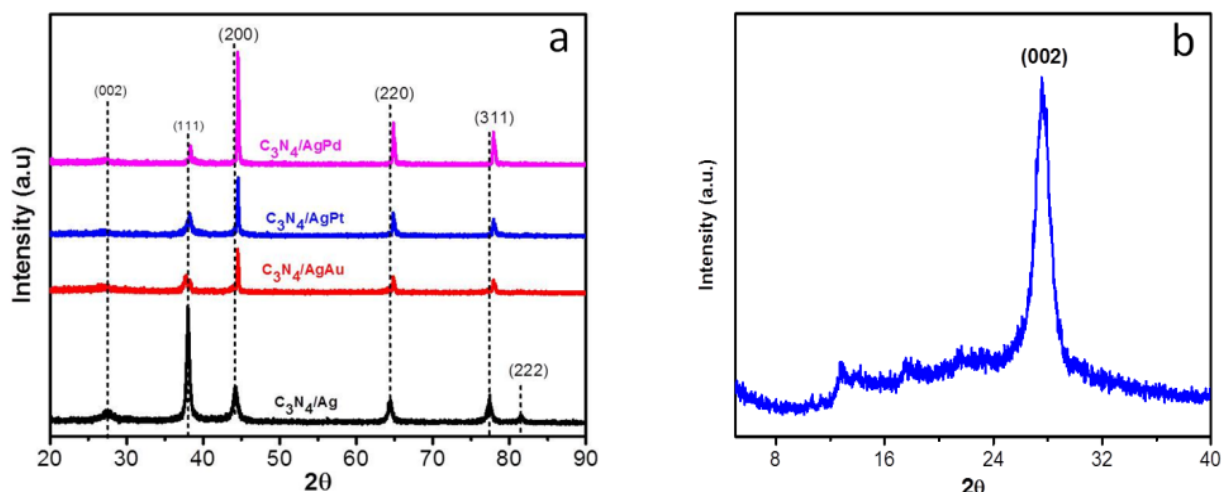 a
(200)
(002)
(111)
(220)
(311)
C₃N₄/AgPd
C₃N₄/AgPt
C₃N₄/AgAu
(222)
C₃N₄/Ag
Intensity (a.u)
20 30 40 50 60 70 80 90
2θ
b
(002)
Intensity (a.u.)
8 16 24 32 40
2θ